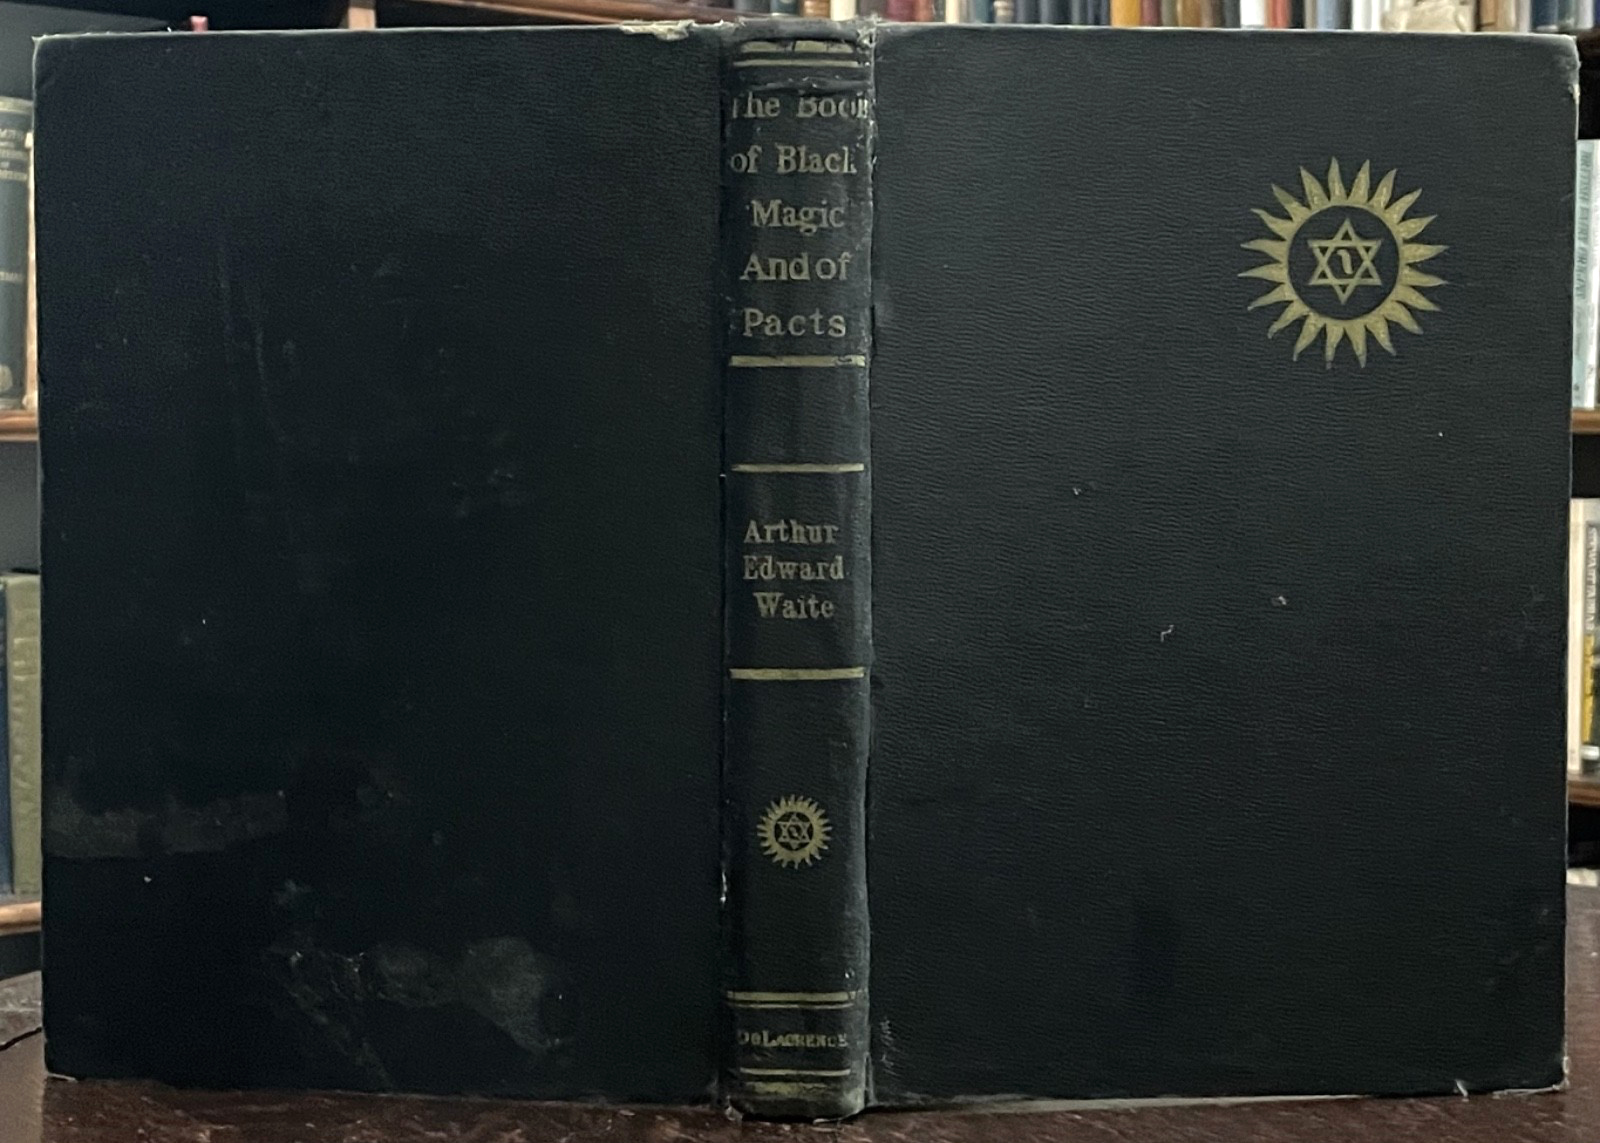 The Book
of Black
Magic
And of
Pacts
Arthur
Edward
Waite
DeLaurence